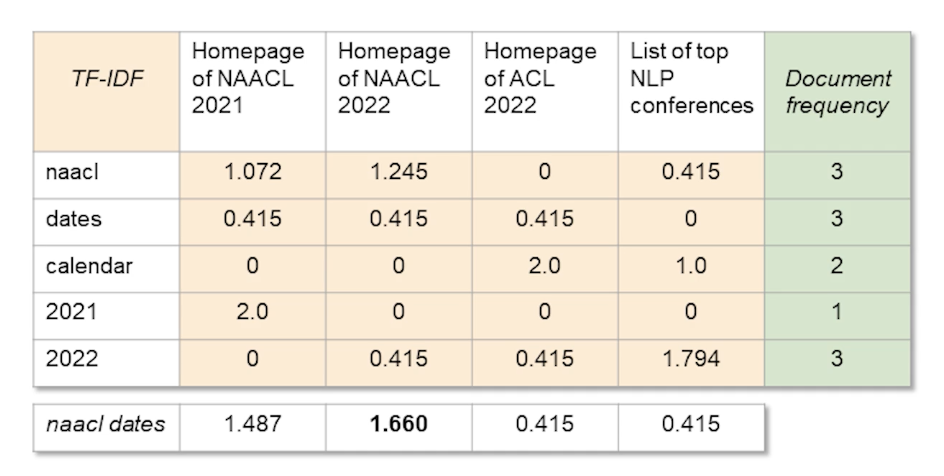 TF-IDF Homepage of NAACL 2021 Homepage of NAACL 2022 Homepage of ACL 2022 List of top NLP conferences Document frequency
naacl 1.072 1.245 0 0.415 3
dates 0.415 0.415 0.415 0 3
calendar 0 0 2.0 1.0 2
2021 2.0 0 0 0 1
2022 0 0.415 0.415 1.794 3
naacl dates 1.487 1.660 0.415 0.415